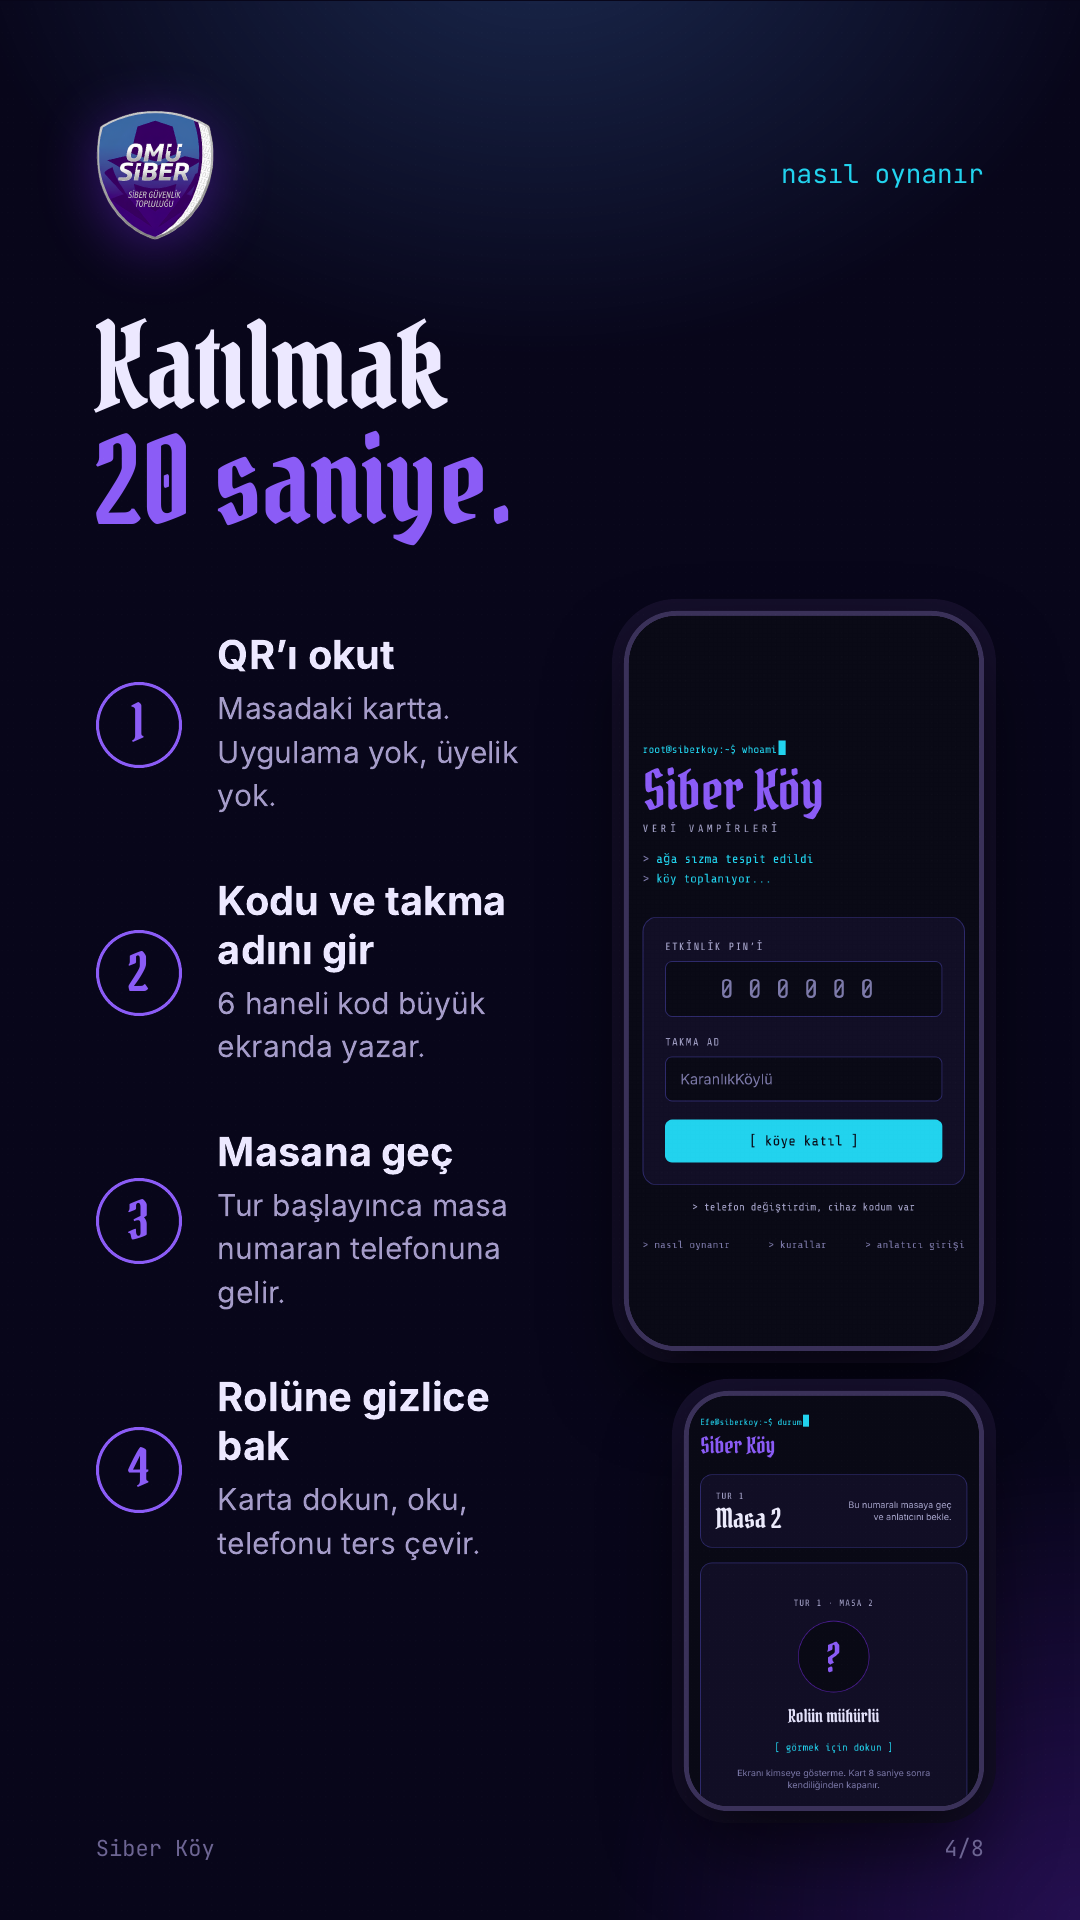 OMÜ
SİBER
SİBER GÜVENLİK
TOPLULUĞU
nasıl oynanır
Katılmak
20 saniye.
1
QR’ı okut
Masadaki kartta.
Uygulama yok, üyelik
yok.
2
Kodu ve takma
adını gir
6 haneli kod büyük
ekranda yazar.
3
Masana geç
Tur başlayınca masa
numaran telefonuna
gelir.
4
Rolüne gizlice
bak
Karta dokun, oku,
telefonu ters çevir.
root@siberkoy:~$ whoami
Siber Köy
VERİ VAMPİRLERİ
> ağa sızma tespit edildi
> köy toplanıyor...
ETKİNLİK PIN’İ
0 0 0 0 0 0
TAKMA AD
KaranlıkKöylü
[ köye katıl ]
> telefon değiştirdim, cihaz kodum var
> nasıl oynanır > kurallar > anlatıcı girişi
Efe@siberkoy:~$ durum
Siber Köy
TUR 1
Masa 2
Bu numaralı masaya geç
ve anlatıcını bekle.
TUR 1 · MASA 2
?
Rolün mühürlü
[ görmek için dokun ]
Ekranı kimseye gösterme. Kart 8 saniye sonra
kendiliğinden kapanır.
Siber Köy
4/8